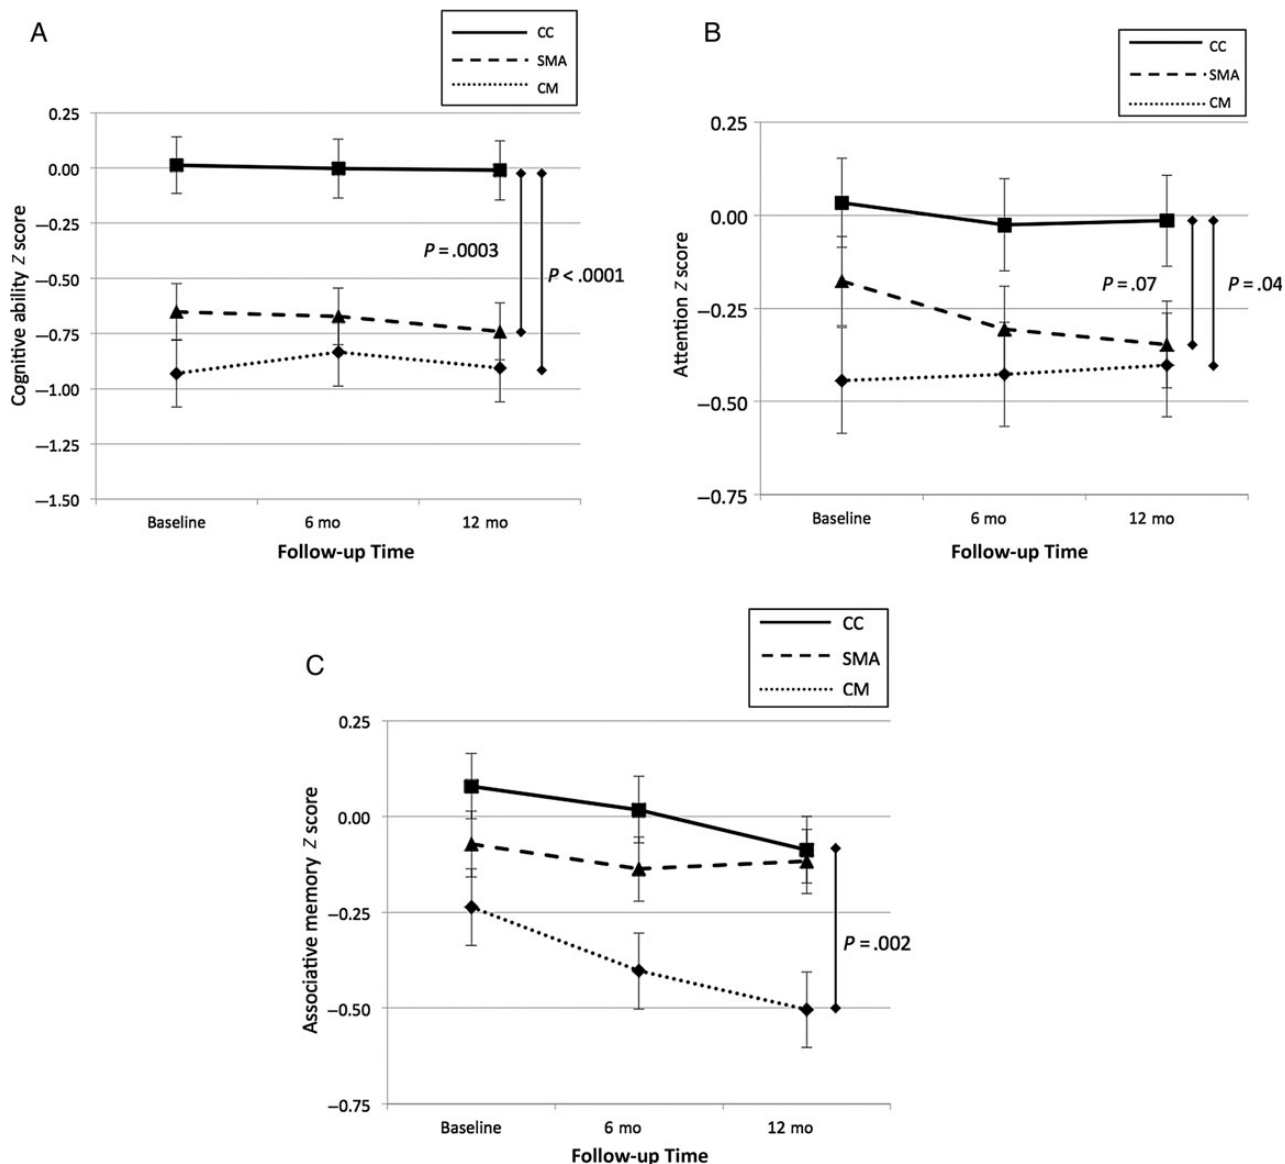 A
CC
SMA
CM
0.25
0.00
−0.25
−0.50
−0.75
−1.00
−1.25
−1.50
Cognitive ability Z score
P = .0003
P < .0001
Baseline
6 mo
12 mo
Follow-up Time
B
CC
SMA
CM
0.25
0.00
−0.25
−0.50
−0.75
Attention Z score
P = .07
P = .04
Baseline
6 mo
12 mo
Follow-up Time
C
CC
SMA
CM
0.25
0.00
−0.25
−0.50
−0.75
Associative memory Z score
P = .002
Baseline
6 mo
12 mo
Follow-up Time